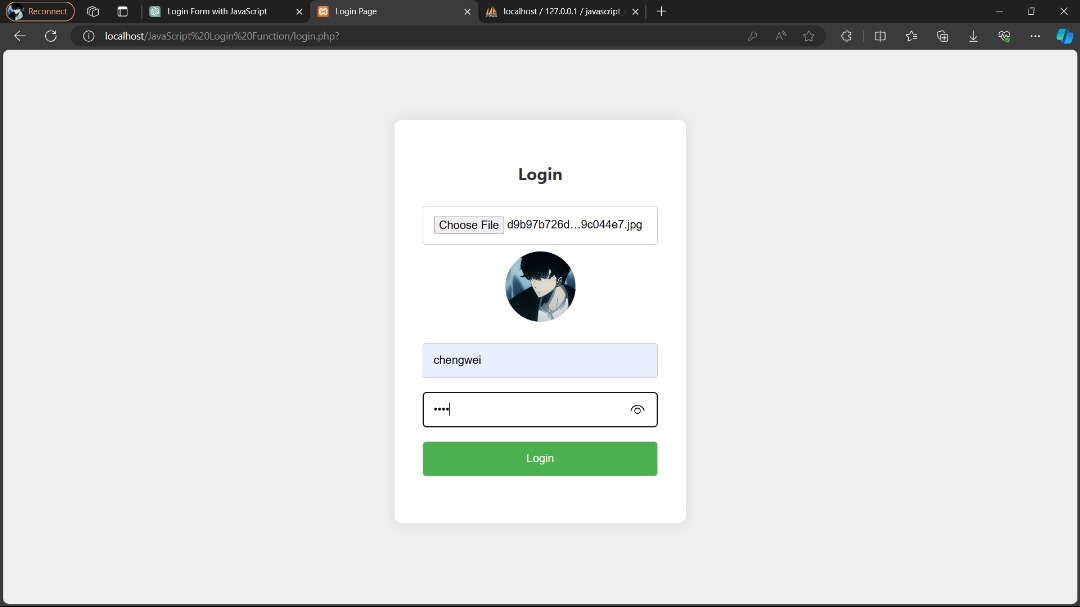 Reconnect
Login Form with JavaScript
Login Page
localhost / 127.0.0.1 / javascript_
localhost/JavaScript%20Login%20Function/login.php?
Login
Choose File d9b97b726d...9c044e7.jpg
chengwei
••••
Login